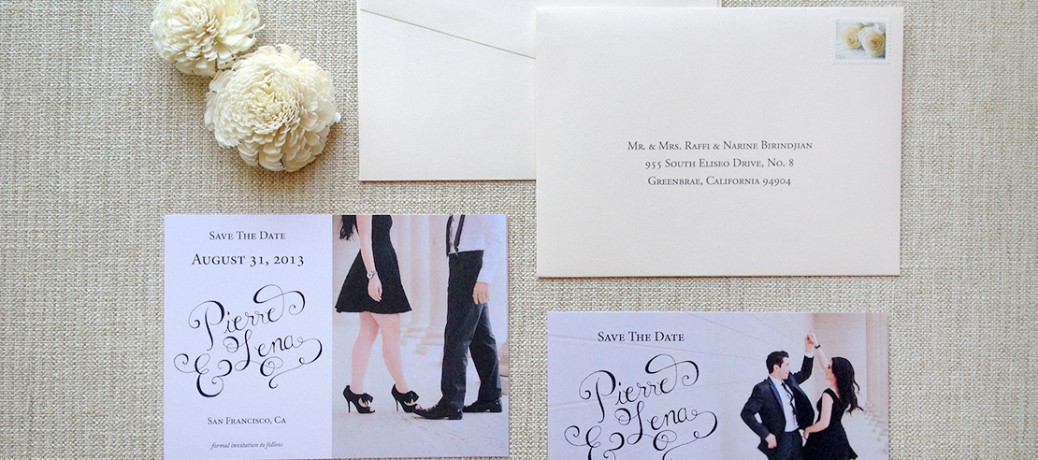 Mr. & Mrs. Raffi & Narine Birindjian
955 South Eliseo Drive, No. 8
Greenbrae, California 94904
Save The Date
August 31, 2013
Pierre
& Lena
San Francisco, CA
formal invitation to follow
Save The Date
Pierre
& Lena